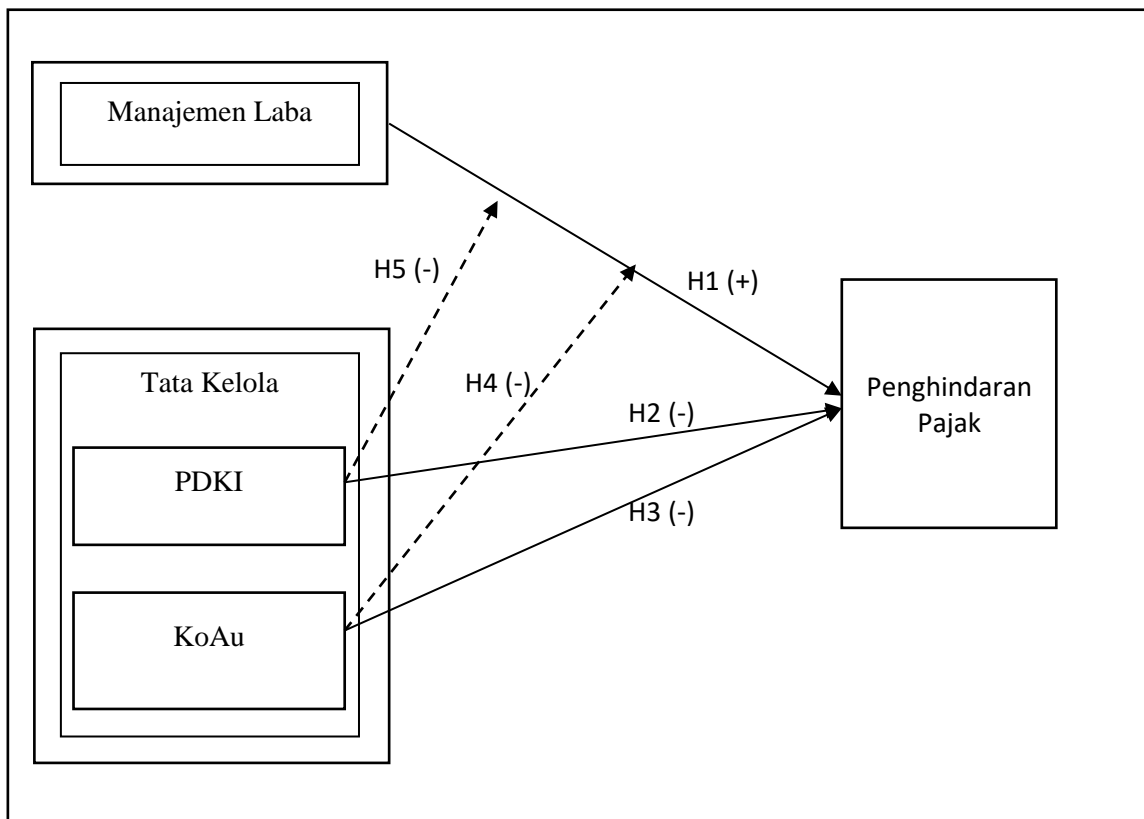 Manajemen Laba
H5 (-)
H1 (+)
Tata Kelola
H4 (-)
Penghindaran
Pajak
H2 (-)
PDKI
H3 (-)
KoAu